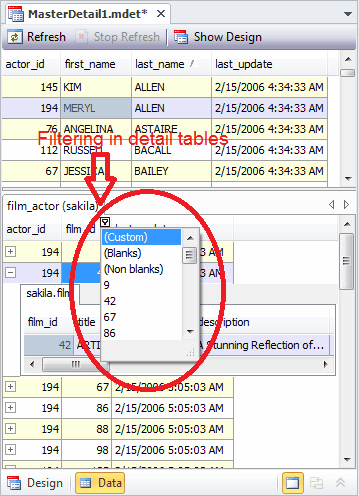 MasterDetail1.mdet*
Refresh Stop Refresh Show Design
actor_id first_name last_name last_update
145 KIM ALLEN 2/15/2006 4:34:33 AM
194 MERYL ALLEN 2/15/2006 4:34:33 AM
76 ANGELINA ASTAIRE 2/15/2006 4:34:33 AM
Filtering in detail tables
112 RUSSELL BACALL 2/15/2006 4:34:33 AM
67 JESSICA BAILEY 2/15/2006 4:34:33 AM
film_actor (sakila)
actor_id film_id
194
(Custom)
(Blanks)
194
(Non blanks)
9
sakila.film
42
film_id title description
67
42 A Stunning Reflection of...
86
194 67 2/15/2006 5:05:03 AM
194 86 2/15/2006 5:05:03 AM
194 88 2/15/2006 5:05:03 AM
194 98 2/15/2006 5:05:03 AM
Design Data